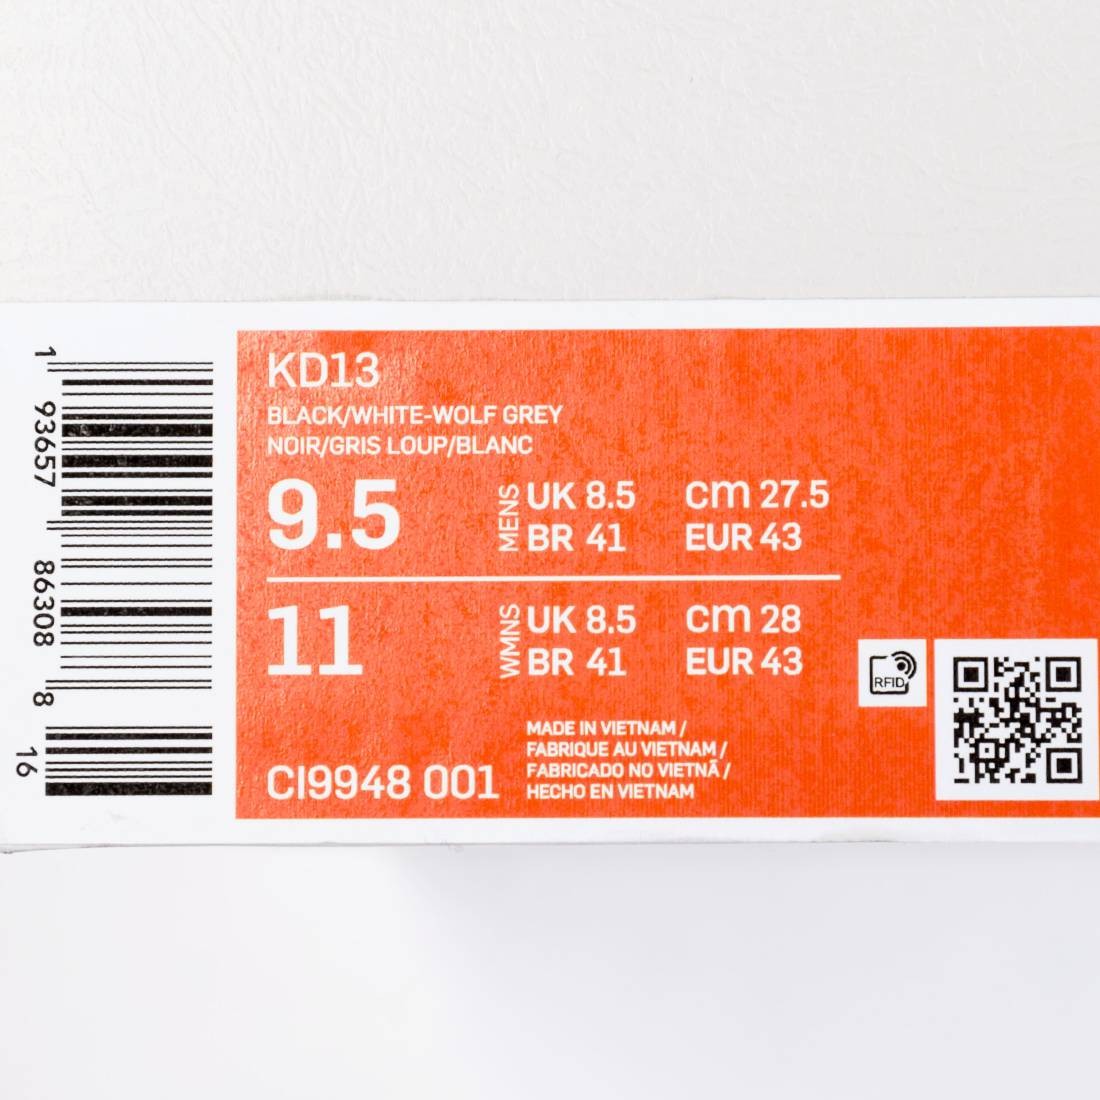 1 93657 86308 8 16
KD13
BLACK/WHITE-WOLF GREY
NOIR/GRIS LOUP/BLANC
9.5 MENS UK 8.5 cm 27.5
BR 41 EUR 43
11 WMNS UK 8.5 cm 28
BR 41 EUR 43
RFID
MADE IN VIETNAM /
FABRIQUE AU VIETNAM /
FABRICADO NO VIETNÃ /
HECHO EN VIETNAM
CI9948 001